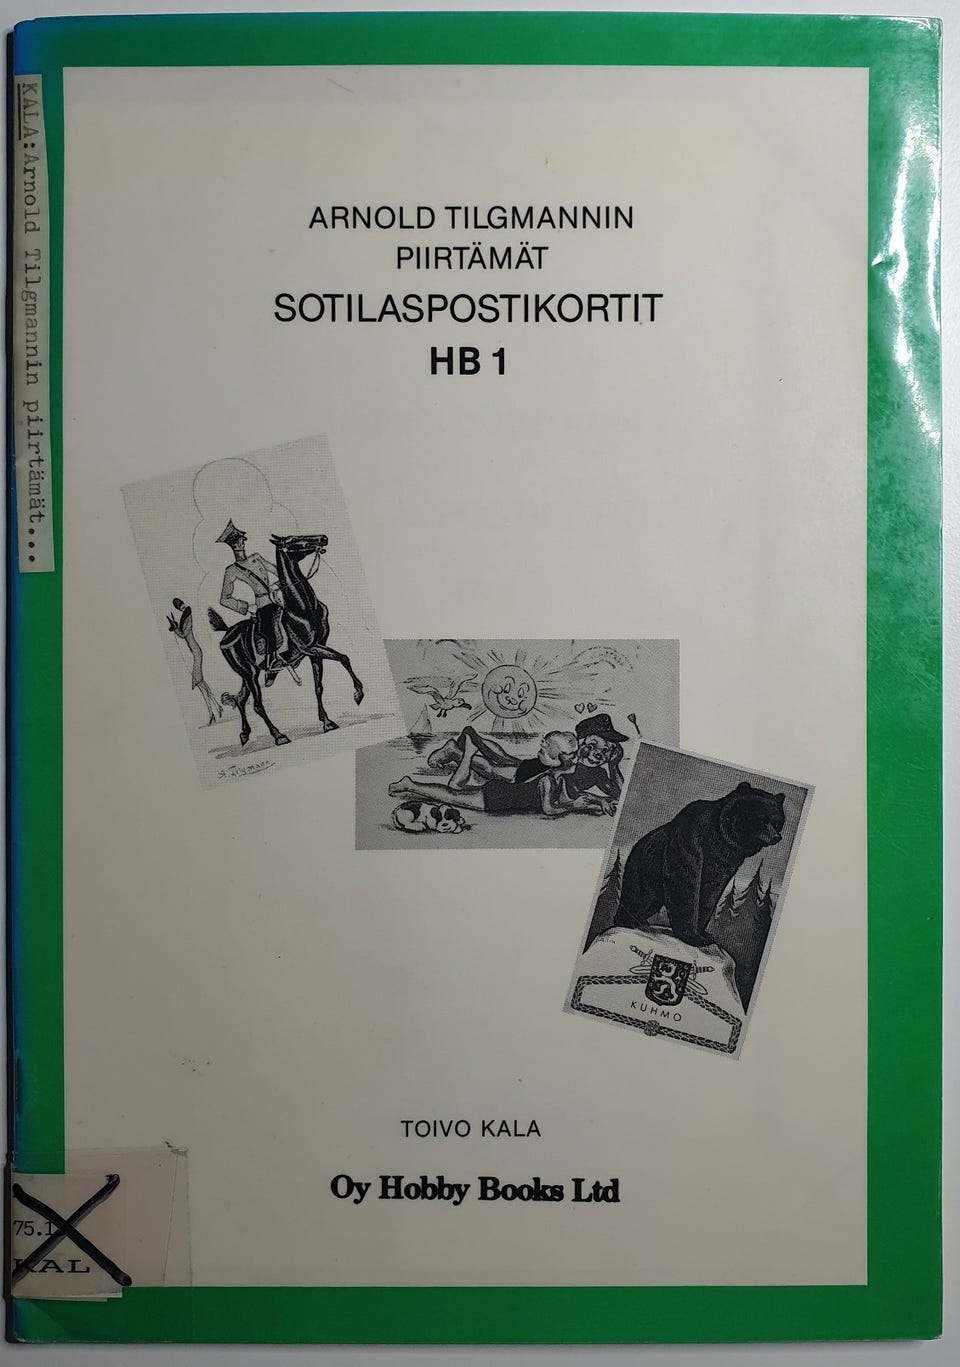 KALA:Arnold Tilgmannin piirtämät...
ARNOLD TILGMANNIN
PIIRTÄMÄT
SOTILASPOSTIKORTIT
HB 1
A. Tilgmann
KUHMO
TOIVO KALA
Oy Hobby Books Ltd
75.1
KAL